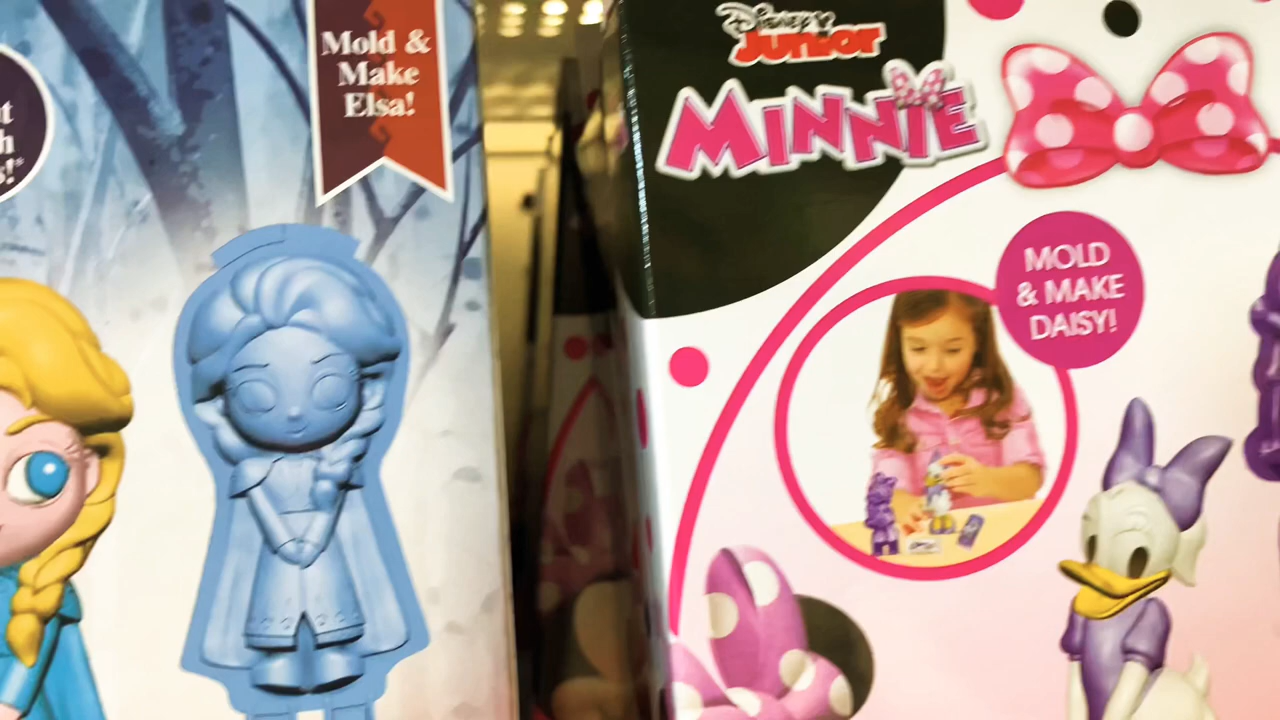 Mold &
Make
Elsa!
Disney
Junior
MINNIE
MOLD
& MAKE
DAISY!